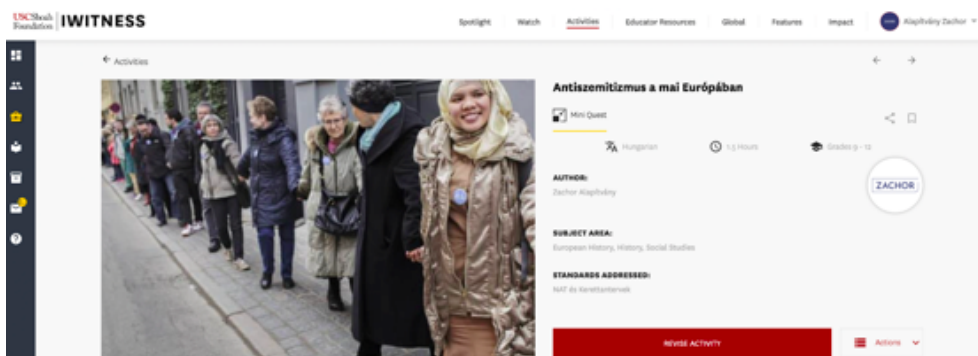 USC Shoah Foundation IWITNESS
Spotlight Watch Activities Educator Resources Global Features Impact Alapítvány Zachor
← Activities
Antiszemitizmus a mai Európában
Mini Quest
Hungarian 1.5 Hours Grades 9 - 12
AUTHOR:
Zachor Alapítvány
ZACHOR
SUBJECT AREA:
European History, History, Social Studies
STANDARDS ADDRESSED:
NAT és Kerettantervek
REVISE ACTIVITY Actions